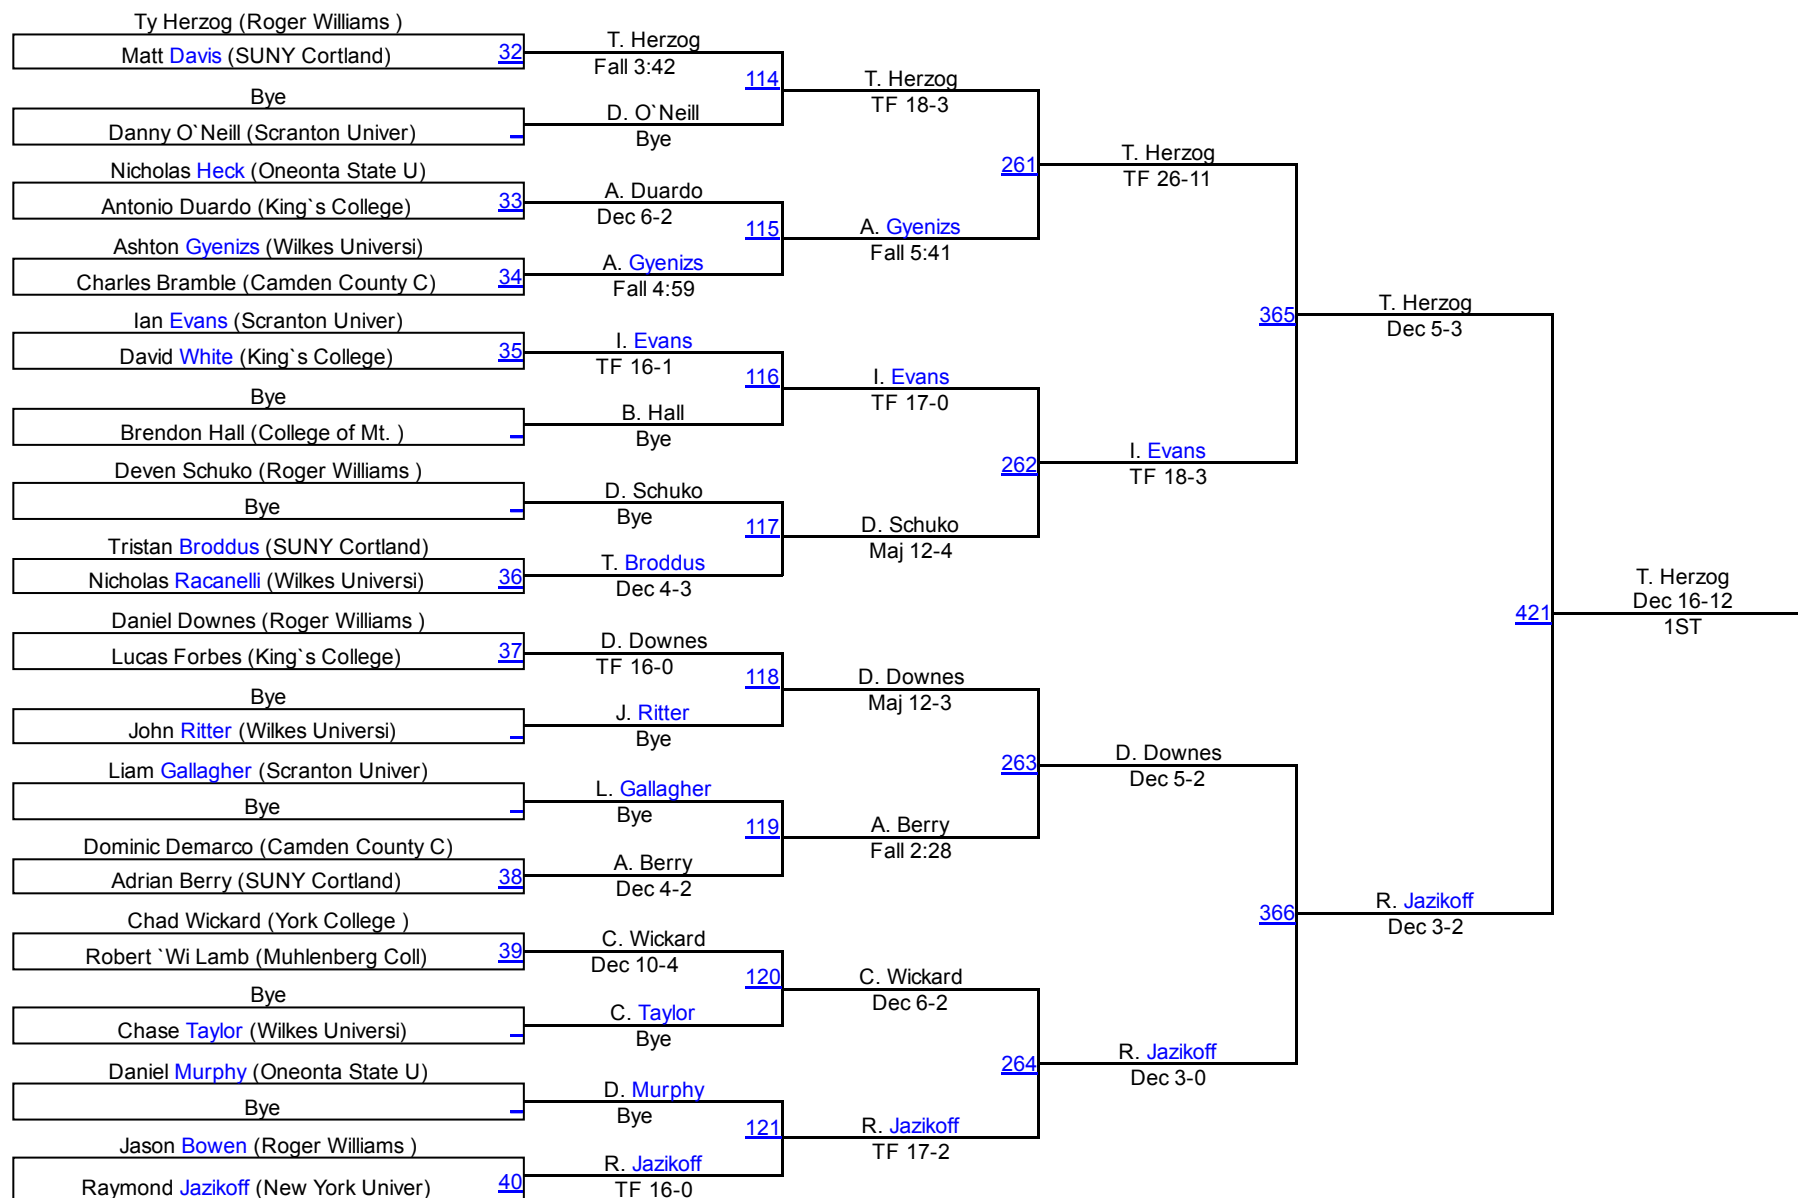 Ty Herzog (Roger Williams )
Matt Davis (SUNY Cortland)
32
Bye
Danny O`Neill (Scranton Univer)
Nicholas Heck (Oneonta State U)
Antonio Duardo (King`s College)
33
Ashton Gyenizs (Wilkes Universi)
Charles Bramble (Camden County C)
34
Ian Evans (Scranton Univer)
David White (King`s College)
35
Bye
Brendon Hall (College of Mt. )
Deven Schuko (Roger Williams )
Bye
Tristan Broddus (SUNY Cortland)
Nicholas Racanelli (Wilkes Universi)
36
Daniel Downes (Roger Williams )
Lucas Forbes (King`s College)
37
Bye
John Ritter (Wilkes Universi)
Liam Gallagher (Scranton Univer)
Bye
Dominic Demarco (Camden County C)
Adrian Berry (SUNY Cortland)
38
Chad Wickard (York College )
Robert `Wi Lamb (Muhlenberg Coll)
39
Bye
Chase Taylor (Wilkes Universi)
Daniel Murphy (Oneonta State U)
Bye
Jason Bowen (Roger Williams )
Raymond Jazikoff (New York Univer)
40
T. Herzog
Fall 3:42
114
D. O`Neill
Bye
A. Duardo
Dec 6-2
115
A. Gyenizs
Fall 4:59
I. Evans
TF 16-1
116
B. Hall
Bye
D. Schuko
Bye
117
T. Broddus
Dec 4-3
D. Downes
TF 16-0
118
J. Ritter
Bye
L. Gallagher
Bye
119
A. Berry
Dec 4-2
C. Wickard
Dec 10-4
120
C. Taylor
Bye
D. Murphy
Bye
121
R. Jazikoff
TF 16-0
T. Herzog
TF 18-3
261
A. Gyenizs
Fall 5:41
I. Evans
TF 17-0
262
D. Schuko
Maj 12-4
D. Downes
Maj 12-3
263
A. Berry
Fall 2:28
C. Wickard
Dec 6-2
264
R. Jazikoff
TF 17-2
T. Herzog
TF 26-11
365
I. Evans
TF 18-3
D. Downes
Dec 5-2
366
R. Jazikoff
Dec 3-0
T. Herzog
Dec 5-3
421
R. Jazikoff
Dec 3-2
T. Herzog
Dec 16-12
1ST